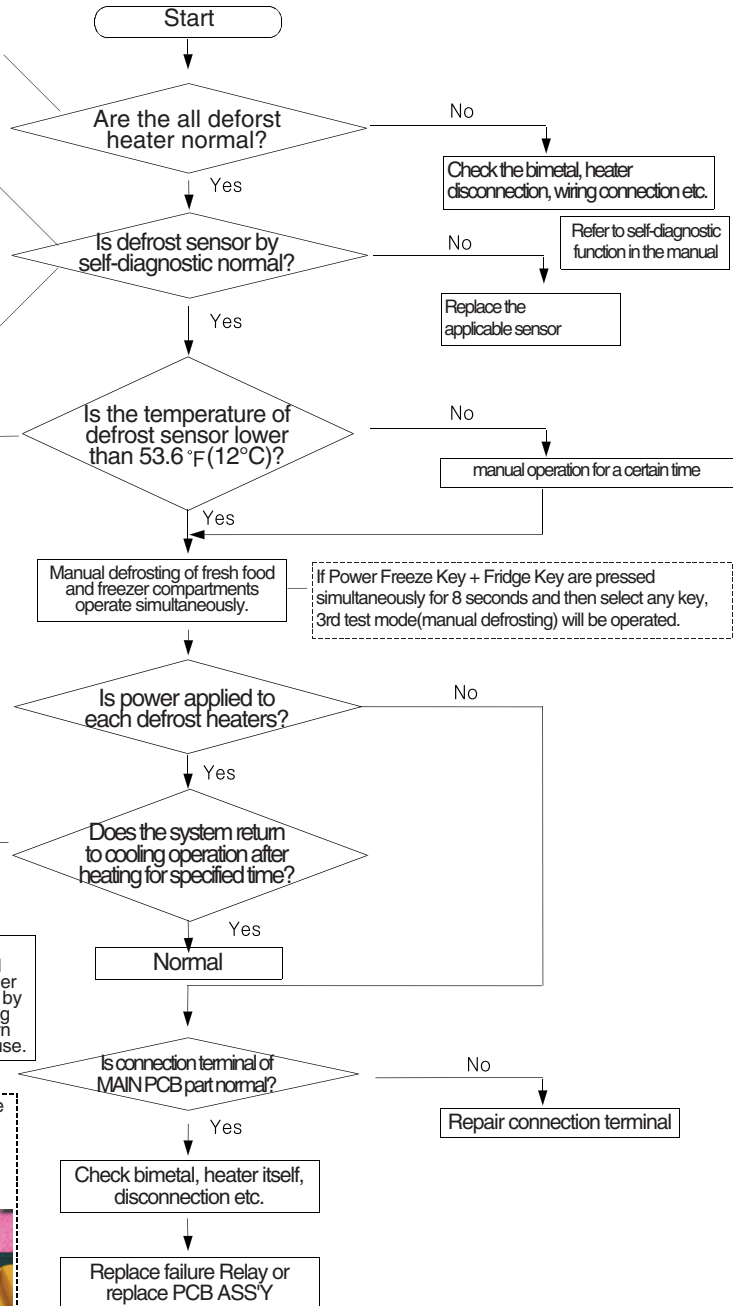 Start
Are the all deforst
heater normal?
No
Check the bimetal, heater
disconnection, wiring connection etc.
Yes
Is defrost sensor by
self-diagnostic normal?
No
Refer to self-diagnostic
function in the manual
Replace the
applicable sensor
Yes
Is the temperature of
defrost sensor lower
than 53.6 °F(12°C)?
No
manual operation for a certain time
Yes
Manual defrosting of fresh food
and freezer compartments
operate simultaneously.
If Power Freeze Key + Fridge Key are pressed
simultaneously for 8 seconds and then select any key,
3rd test mode(manual defrosting) will be operated.
Is power applied to
each defrost heaters?
No
Yes
Does the system return
to cooling operation after
heating for specified time?
Yes
Normal
by
Is connection terminal of
MAIN PCB part normal?
No
Repair connection terminal
Yes
Check bimetal, heater itself,
disconnection etc.
Replace failure Relay or
replace PCB ASS'Y